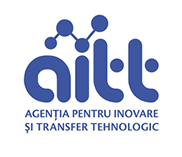 aitt
AGENȚIA PENTRU INOVARE
ȘI TRANSFER TEHNOLOGIC